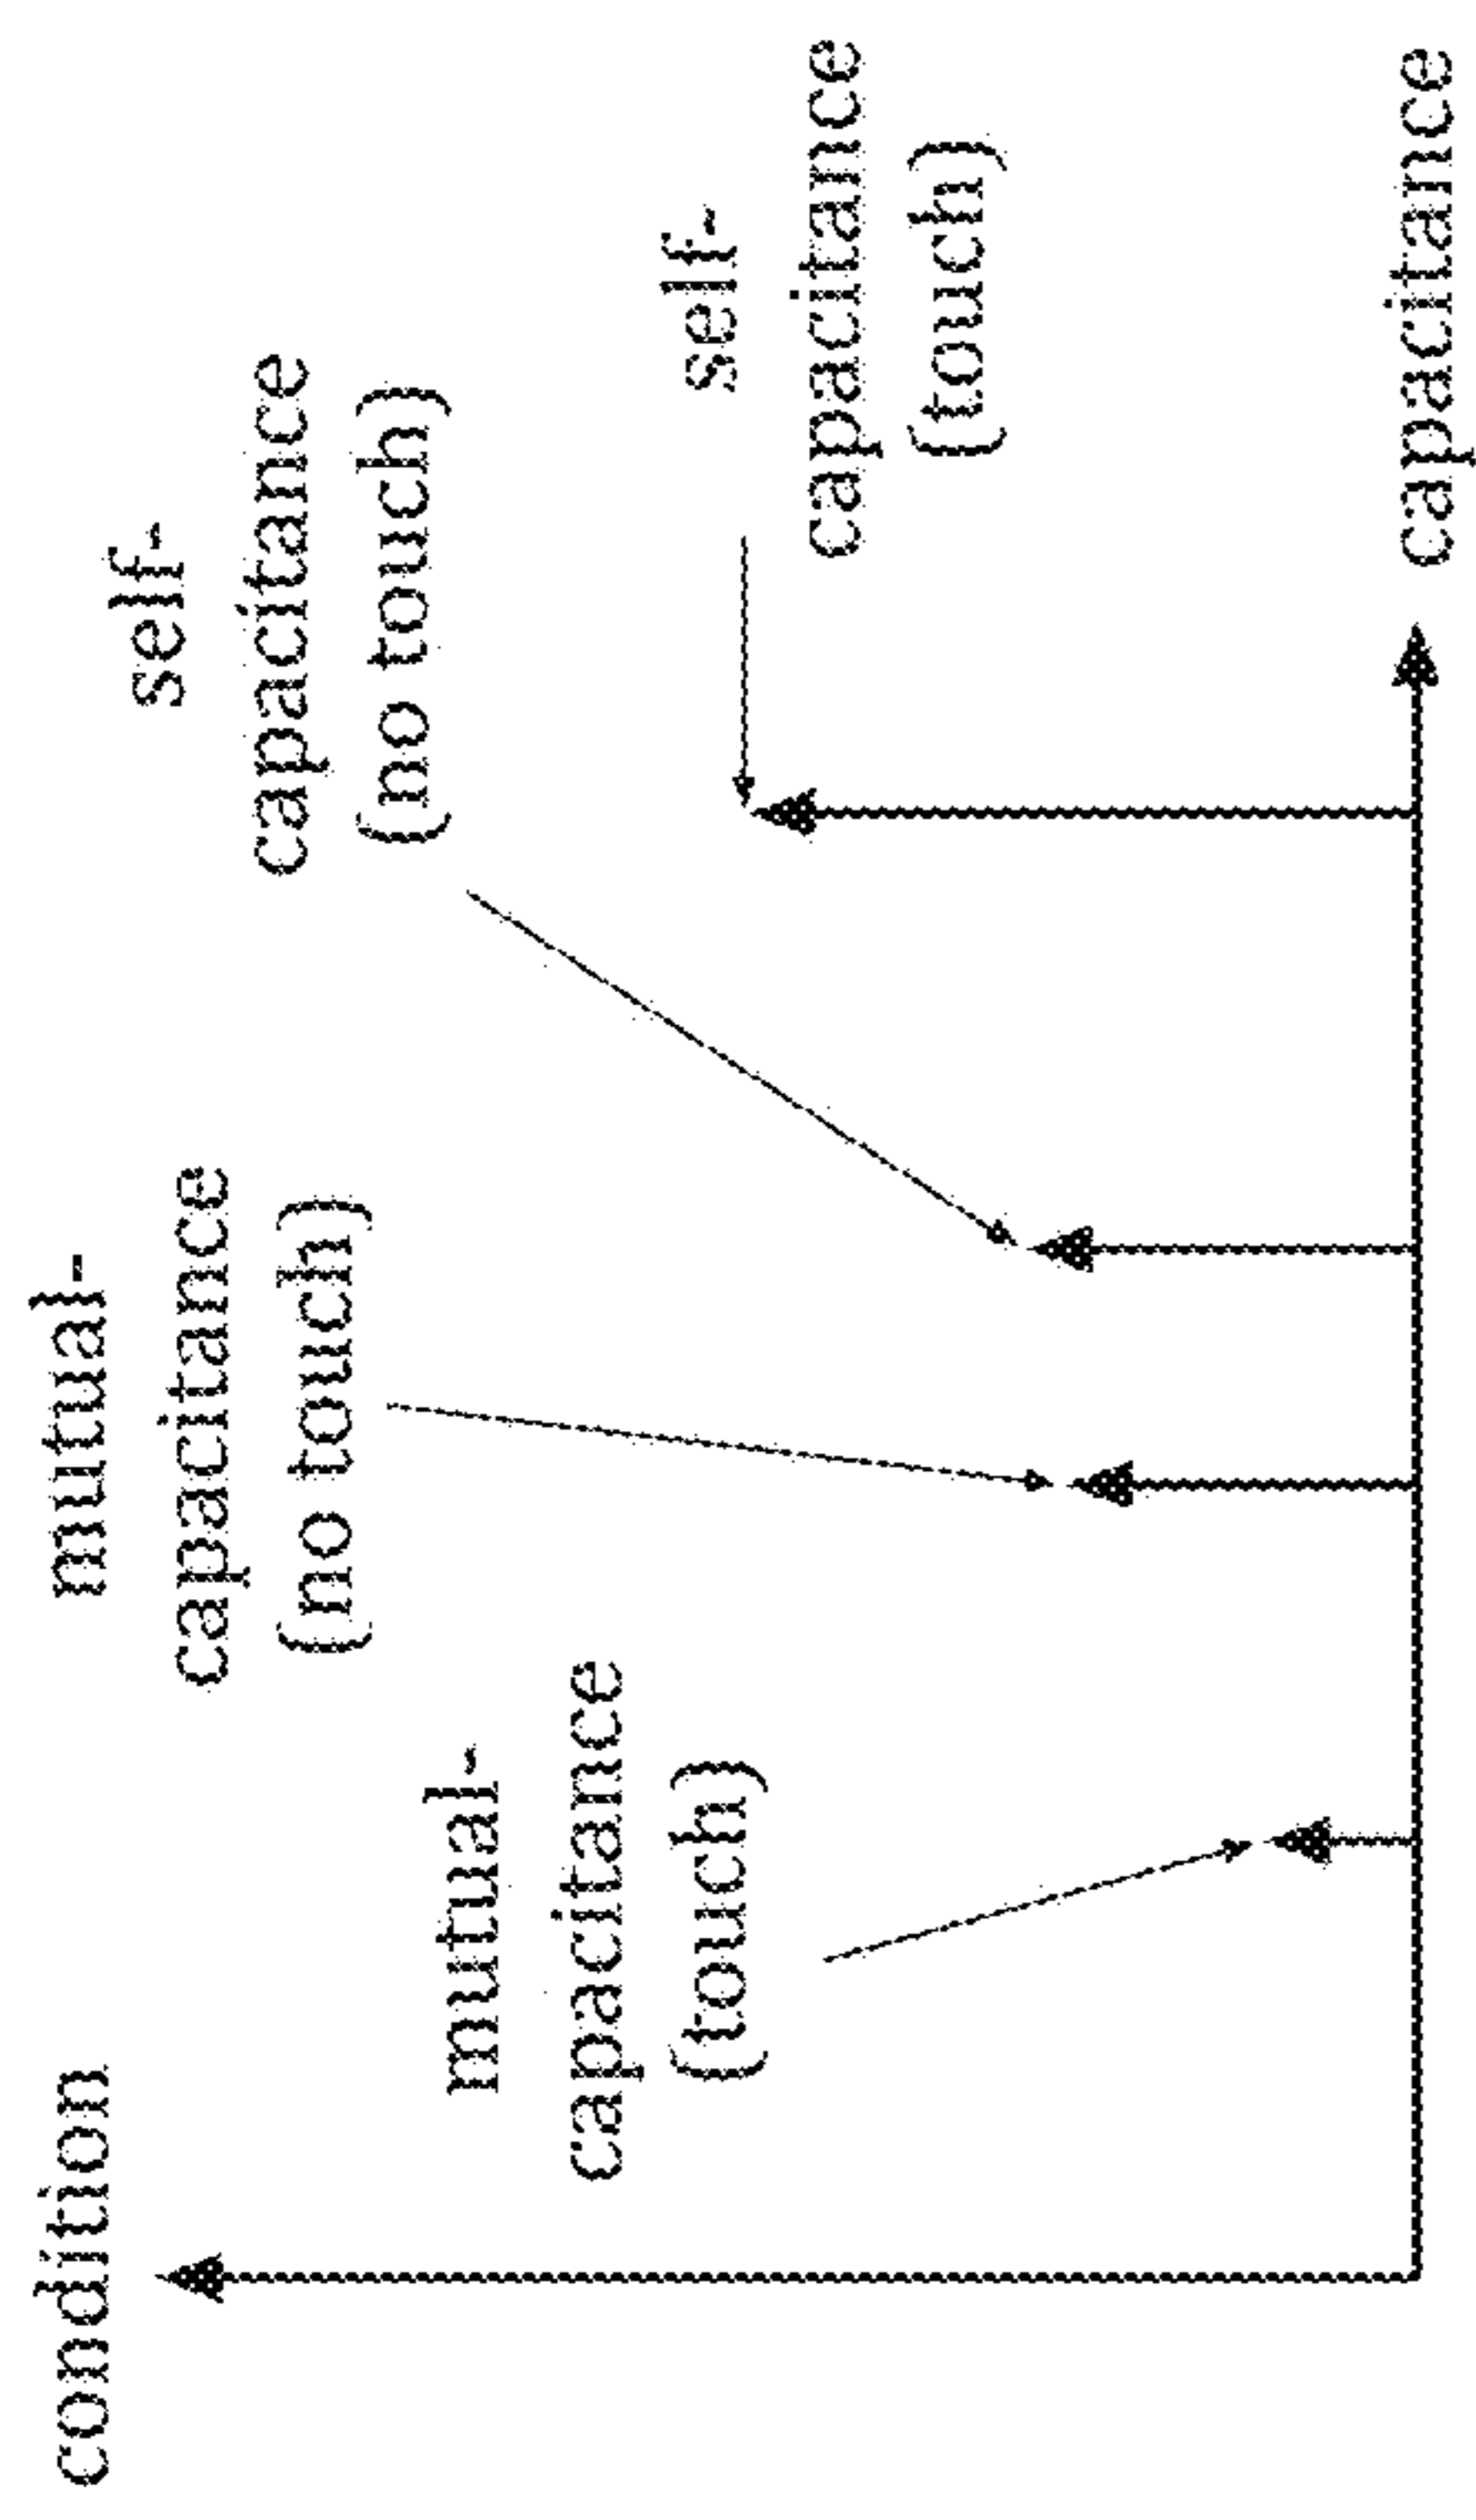 condition
mutual-
capacitance
(touch)
mutual-
capacitance
(no touch)
self-
capacitance
(no touch)
self-
capacitance
(touch)
capacitance